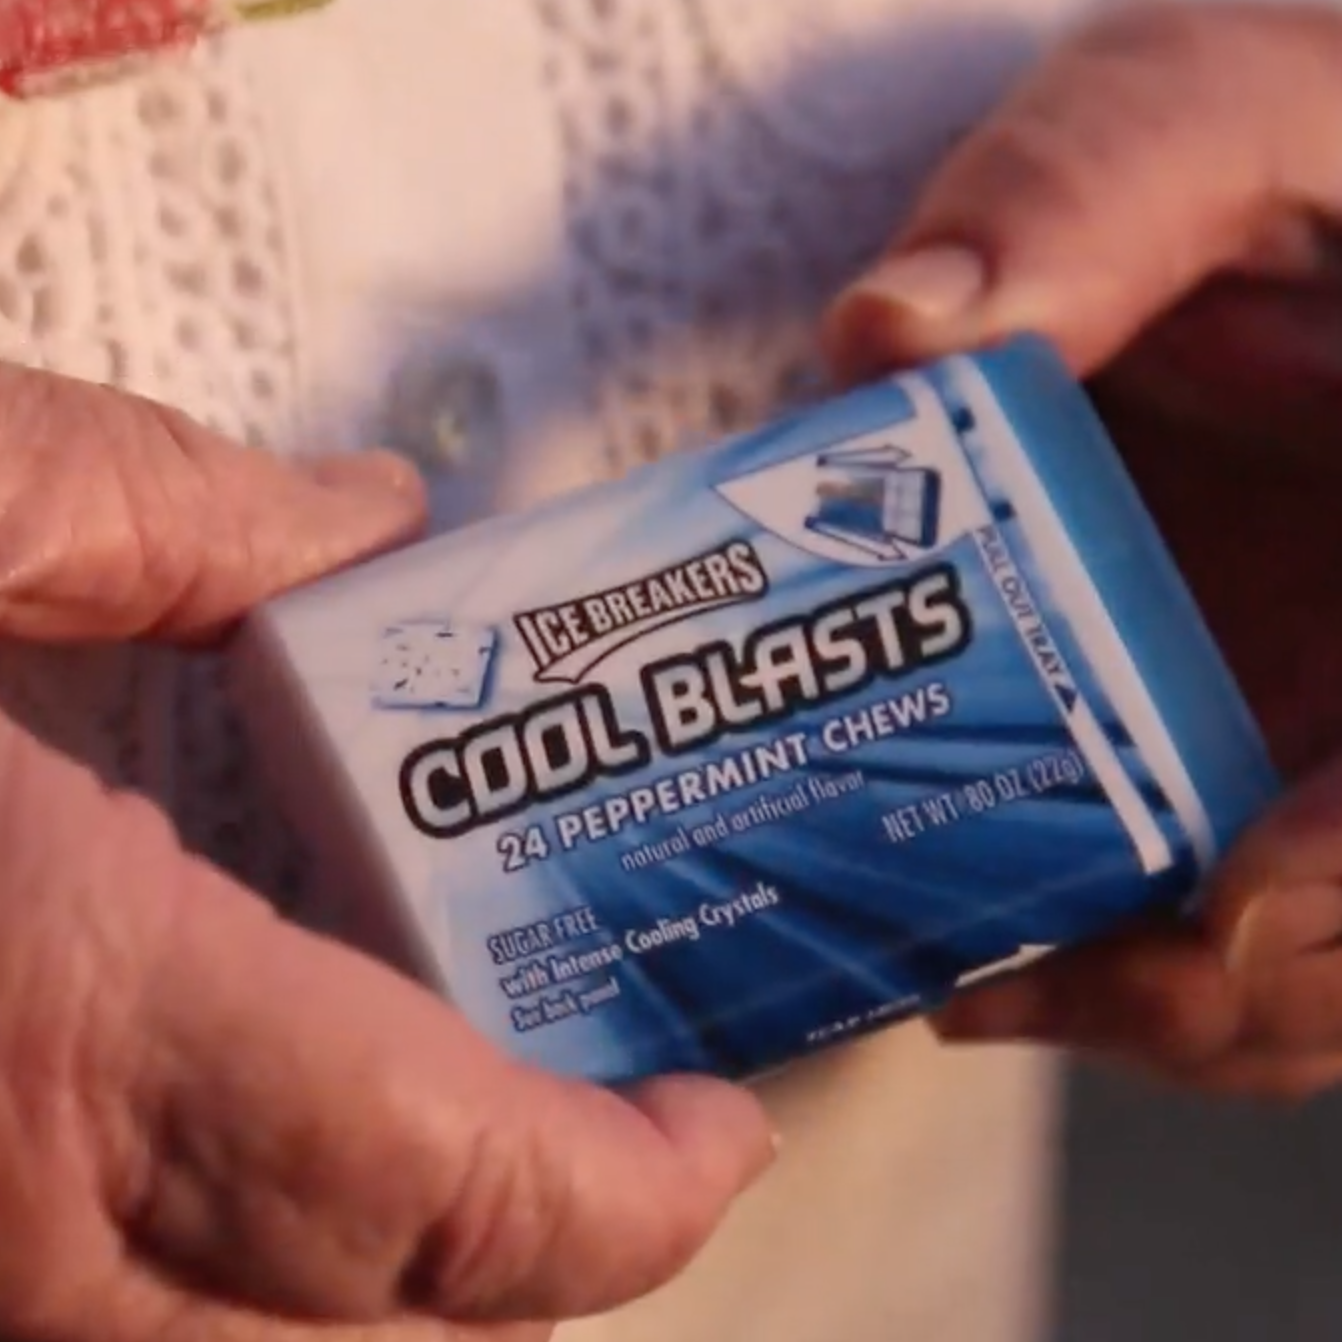 ICE BREAKERS
COOL BLASTS
24 PEPPERMINT CHEWS
natural and artificial flavor
NET WT .80 OZ (22g)
SUGAR FREE
with Intense Cooling Crystals
See back panel
PULL OUT TRAY